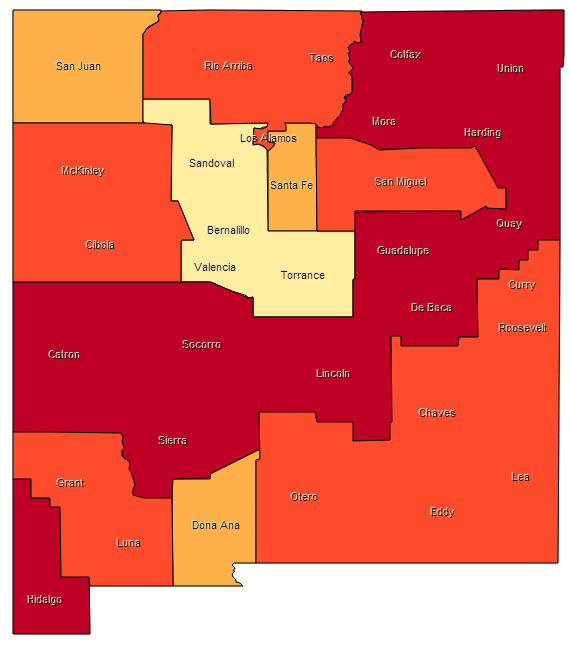 Colfax
Taos
San Juan
Rio Arriba
Union
Mora
Harding
Los Alamos
Sandoval
McKinley
San Miguel
Santa Fe
Quay
Bernalillo
Cibola
Guadalupe
Valencia
Torrance
Curry
De Baca
Roosevelt
Socorro
Catron
Lincoln
Chaves
Sierra
Lea
Grant
Otero
Eddy
Dona Ana
Luna
Hidalgo